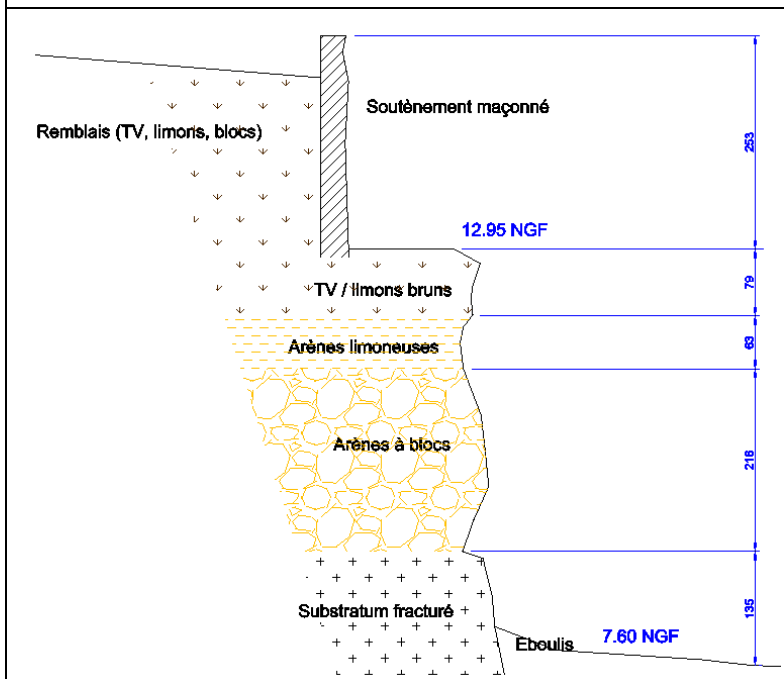 Soutènement maçonné
Remblais (TV, limons, blocs)
253
12.95 NGF
TV / limons bruns
79
Arènes limoneuses
63
Arènes à blocs
216
Substratum fracturé
135
Eboulis
7.60 NGF